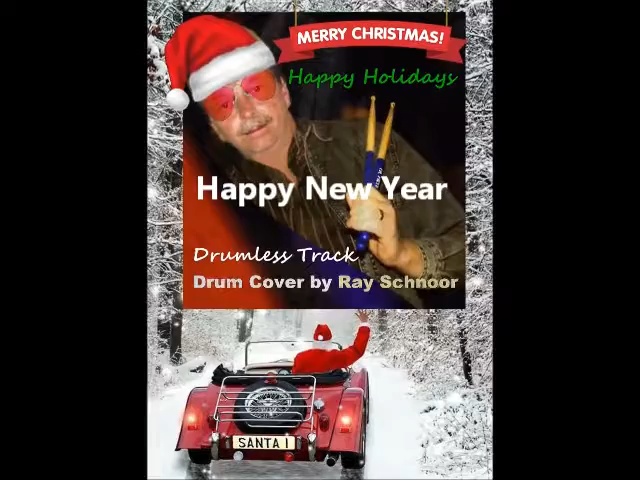 MERRY CHRISTMAS!
Happy Holidays
Happy New Year
Drumless Track
Drum Cover by Ray Schnoor
SANTA 1